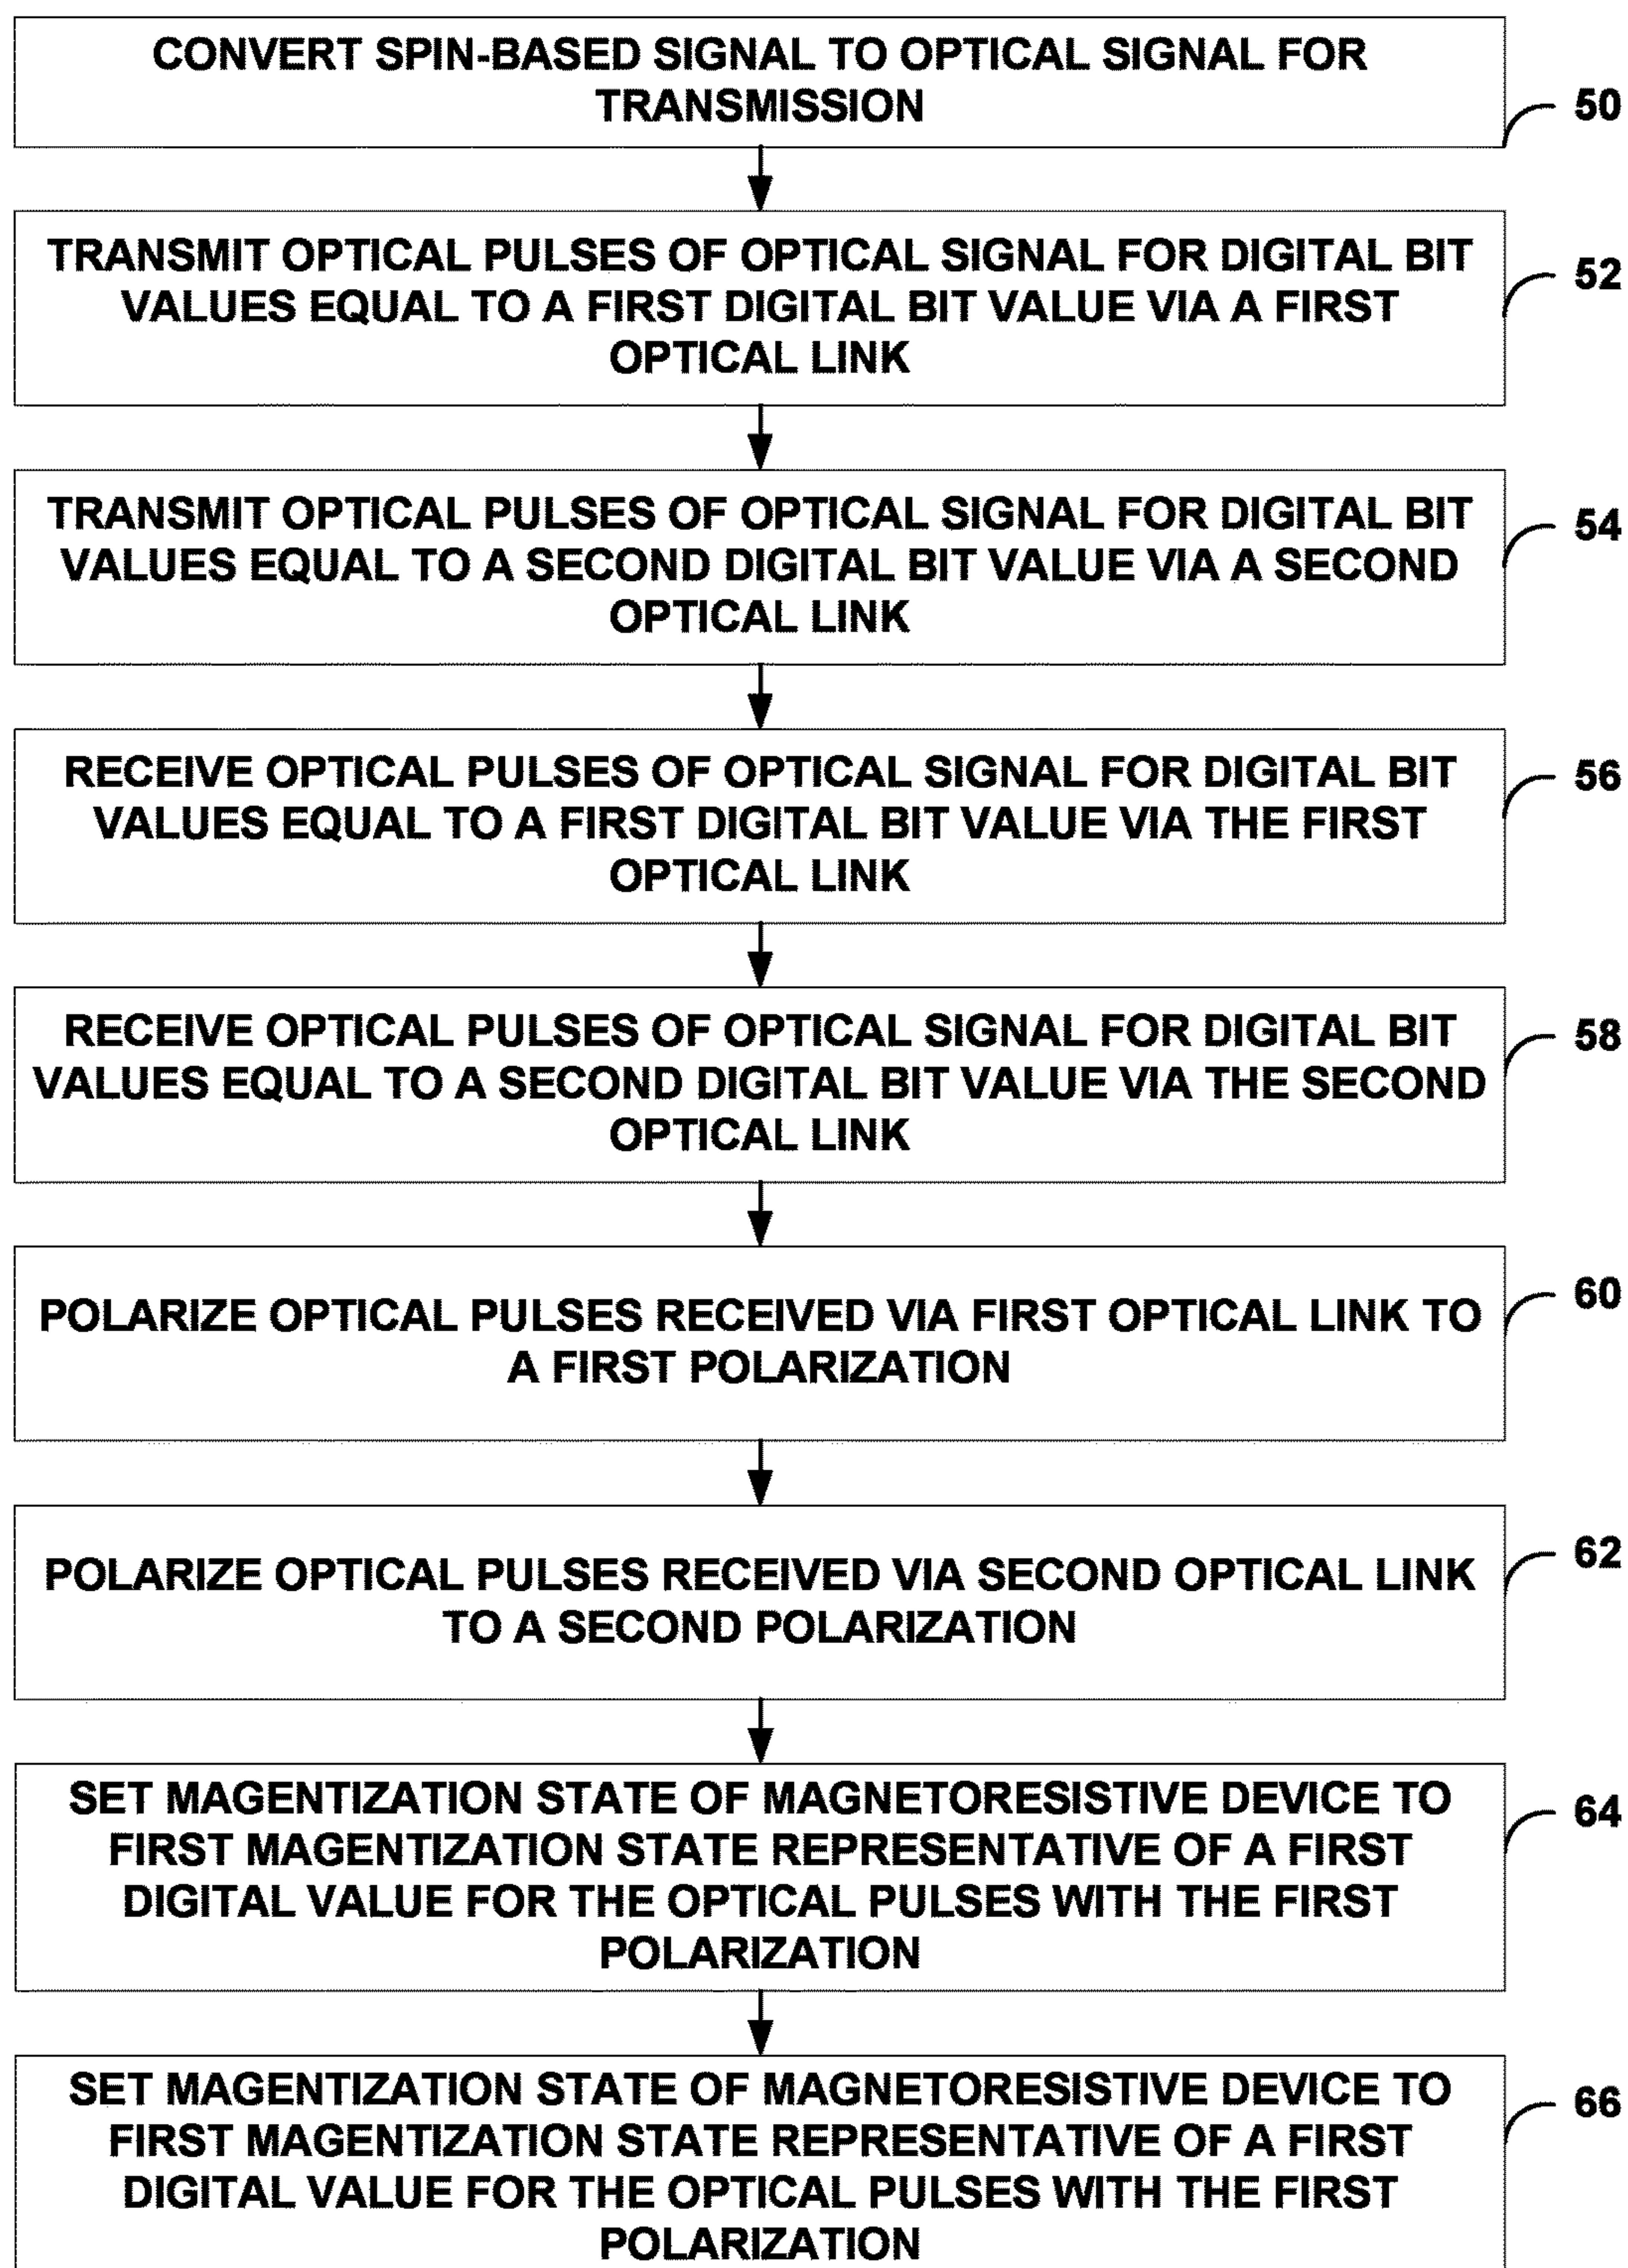 CONVERT SPIN-BASED SIGNAL TO OPTICAL SIGNAL FOR
TRANSMISSION
50
TRANSMIT OPTICAL PULSES OF OPTICAL SIGNAL FOR DIGITAL BIT
VALUES EQUAL TO A FIRST DIGITAL BIT VALUE VIA A FIRST
OPTICAL LINK
52
TRANSMIT OPTICAL PULSES OF OPTICAL SIGNAL FOR DIGITAL BIT
VALUES EQUAL TO A SECOND DIGITAL BIT VALUE VIA A SECOND
OPTICAL LINK
54
RECEIVE OPTICAL PULSES OF OPTICAL SIGNAL FOR DIGITAL BIT
VALUES EQUAL TO A FIRST DIGITAL BIT VALUE VIA THE FIRST
OPTICAL LINK
56
RECEIVE OPTICAL PULSES OF OPTICAL SIGNAL FOR DIGITAL BIT
VALUES EQUAL TO A SECOND DIGITAL BIT VALUE VIA THE SECOND
OPTICAL LINK
58
POLARIZE OPTICAL PULSES RECEIVED VIA FIRST OPTICAL LINK TO
A FIRST POLARIZATION
60
POLARIZE OPTICAL PULSES RECEIVED VIA SECOND OPTICAL LINK
TO A SECOND POLARIZATION
62
SET MAGENTIZATION STATE OF MAGNETORESISTIVE DEVICE TO
FIRST MAGENTIZATION STATE REPRESENTATIVE OF A FIRST
DIGITAL VALUE FOR THE OPTICAL PULSES WITH THE FIRST
POLARIZATION
64
SET MAGENTIZATION STATE OF MAGNETORESISTIVE DEVICE TO
FIRST MAGENTIZATION STATE REPRESENTATIVE OF A FIRST
DIGITAL VALUE FOR THE OPTICAL PULSES WITH THE FIRST
POLARIZATION
66